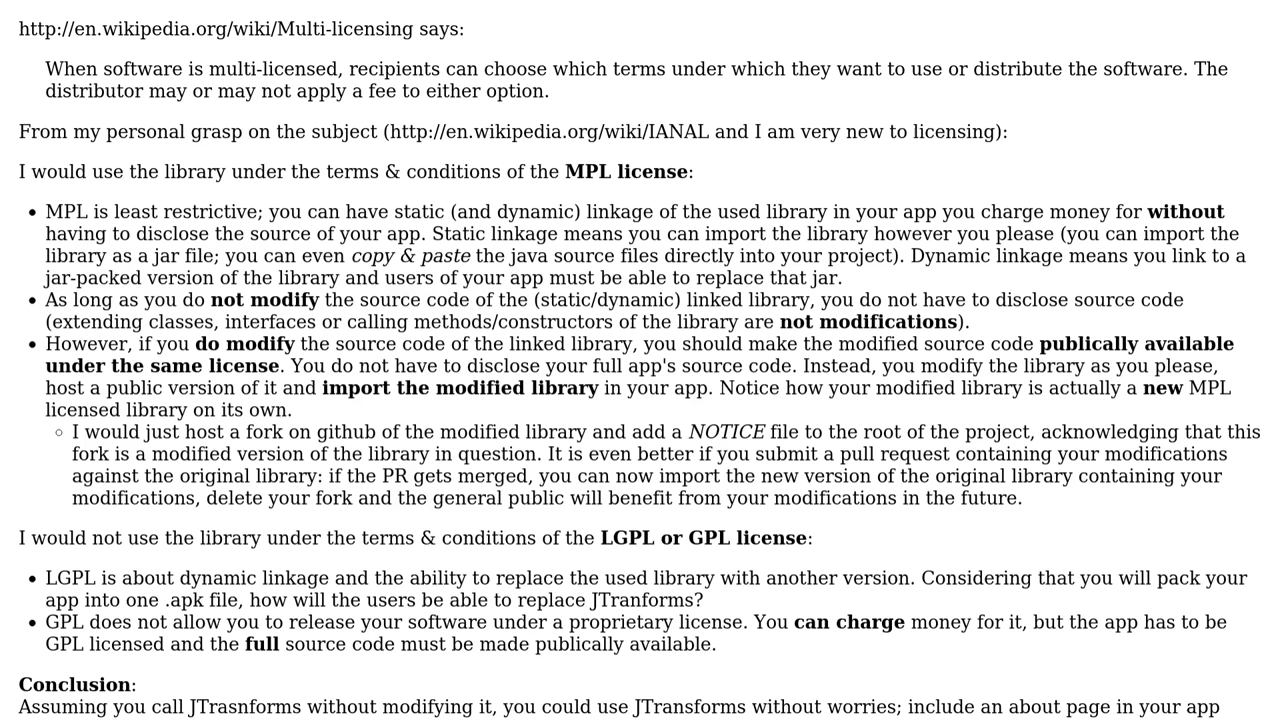 http://en.wikipedia.org/wiki/Multi-licensing says:
When software is multi-licensed, recipients can choose which terms under which they want to use or distribute the software. The
distributor may or may not apply a fee to either option.
From my personal grasp on the subject (http://en.wikipedia.org/wiki/IANAL and I am very new to licensing):
I would use the library under the terms & conditions of the MPL license:
• MPL is least restrictive; you can have static (and dynamic) linkage of the used library in your app you charge money for without
having to disclose the source of your app. Static linkage means you can import the library however you please (you can import the
library as a jar file; you can even copy & paste the java source files directly into your project). Dynamic linkage means you link to a
jar-packed version of the library and users of your app must be able to replace that jar.
• As long as you do not modify the source code of the (static/dynamic) linked library, you do not have to disclose source code
(extending classes, interfaces or calling methods/constructors of the library are not modifications).
• However, if you do modify the source code of the linked library, you should make the modified source code publically available
under the same license. You do not have to disclose your full app's source code. Instead, you modify the library as you please,
host a public version of it and import the modified library in your app. Notice how your modified library is actually a new MPL
licensed library on its own.
◦ I would just host a fork on github of the modified library and add a NOTICE file to the root of the project, acknowledging that this
fork is a modified version of the library in question. It is even better if you submit a pull request containing your modifications
against the original library: if the PR gets merged, you can now import the new version of the original library containing your
modifications, delete your fork and the general public will benefit from your modifications in the future.
I would not use the library under the terms & conditions of the LGPL or GPL license:
• LGPL is about dynamic linkage and the ability to replace the used library with another version. Considering that you will pack your
app into one .apk file, how will the users be able to replace JTranforms?
• GPL does not allow you to release your software under a proprietary license. You can charge money for it, but the app has to be
GPL licensed and the full source code must be made publically available.
Conclusion:
Assuming you call JTrasnforms without modifying it, you could use JTransforms without worries; include an about page in your app